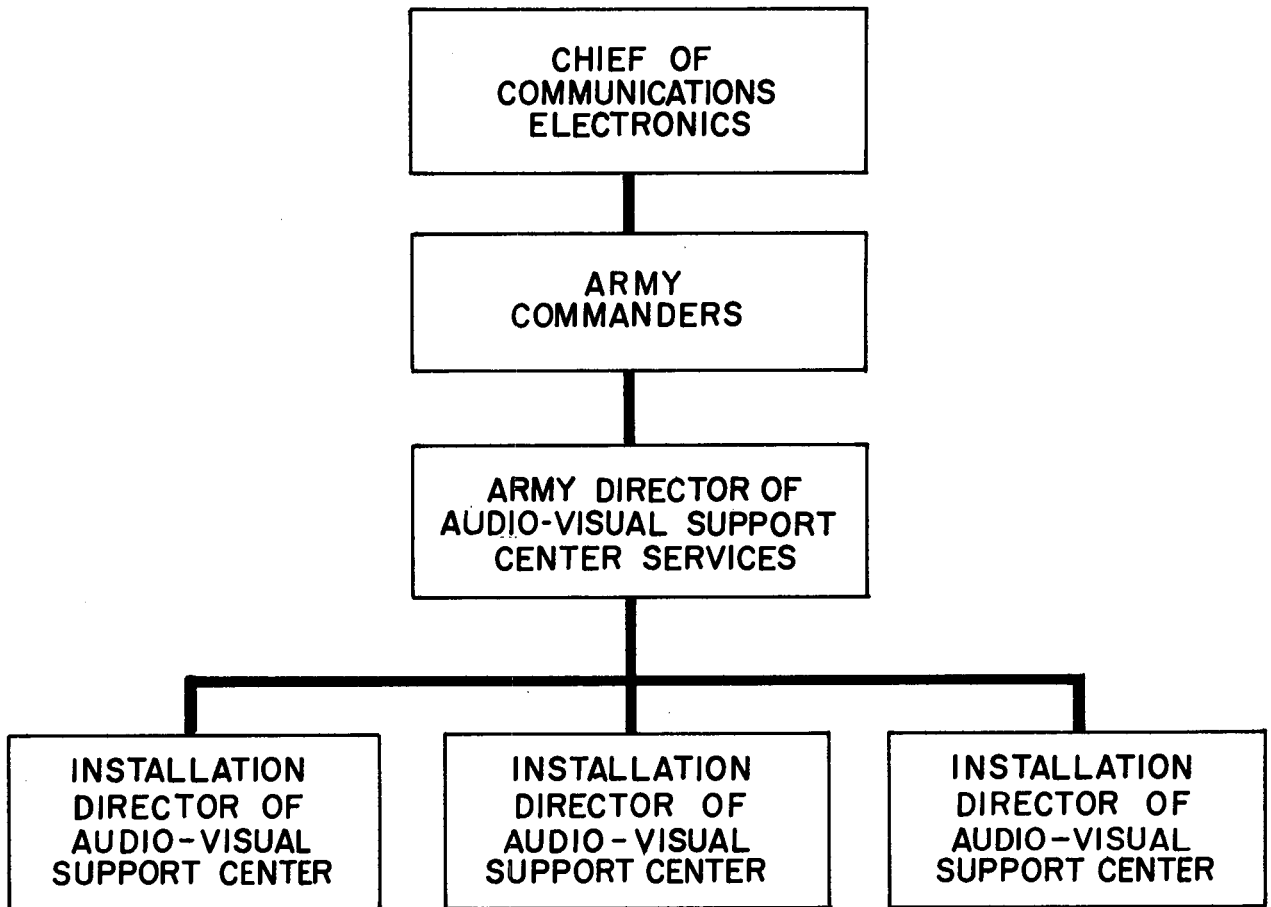 CHIEF OF
COMMUNICATIONS
ELECTRONICS
ARMY
COMMANDERS
ARMY DIRECTOR OF
AUDIO-VISUAL SUPPORT
CENTER SERVICES
INSTALLATION
DIRECTOR OF
AUDIO-VISUAL
SUPPORT CENTER
INSTALLATION
DIRECTOR OF
AUDIO-VISUAL
SUPPORT CENTER
INSTALLATION
DIRECTOR OF
AUDIO-VISUAL
SUPPORT CENTER